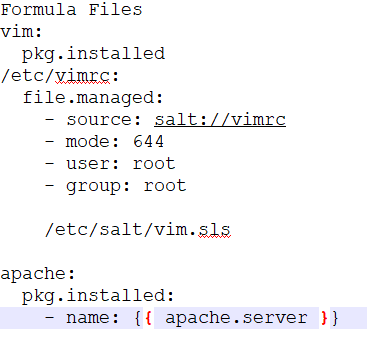 Formula Files
vim:
pkg.installed
/etc/vimrc:
file.managed:
- source: salt://vimrc
- mode: 644
- user: root
- group: root
/etc/salt/vim.sls
apache:
pkg.installed:
- name: {{ apache.server }}